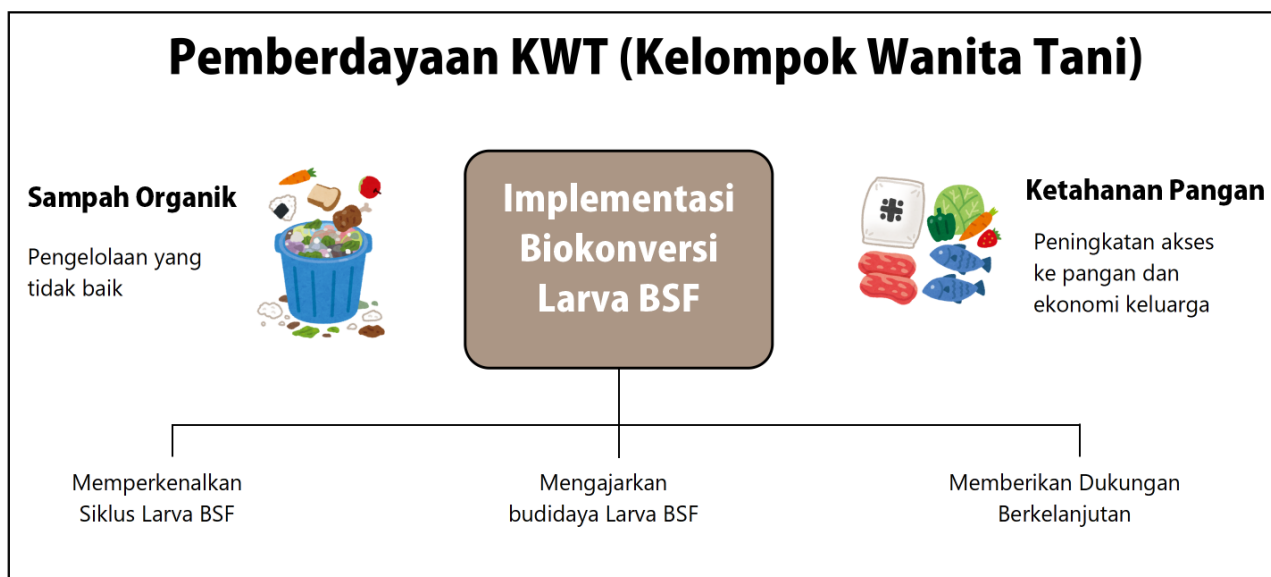 Pemberdayaan KWT (Kelompok Wanita Tani)
Sampah Organik
Pengelolaan yang
tidak baik
Implementasi
Biokonversi
Larva BSF
Ketahanan Pangan
Peningkatan akses
ke pangan dan
ekonomi keluarga
Memperkenalkan
Siklus Larva BSF
Mengajarkan
budidaya Larva BSF
Memberikan Dukungan
Berkelanjutan